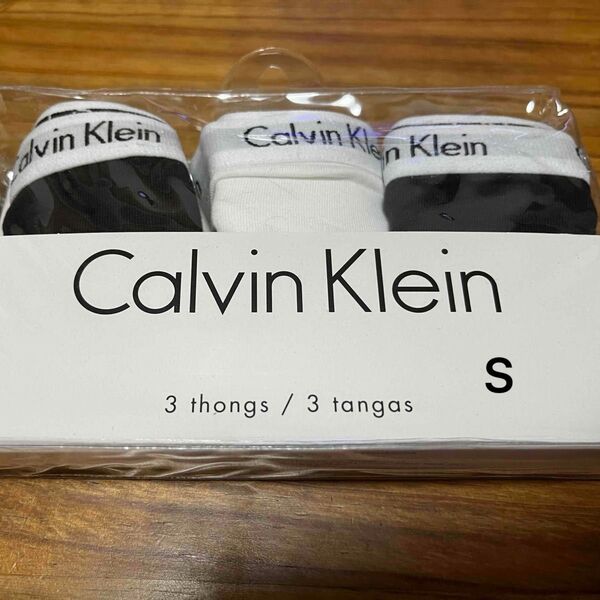 Calvin Klein
Calvin Klein
n Klein
Calvin Klein
S
3 thongs / 3 tangas